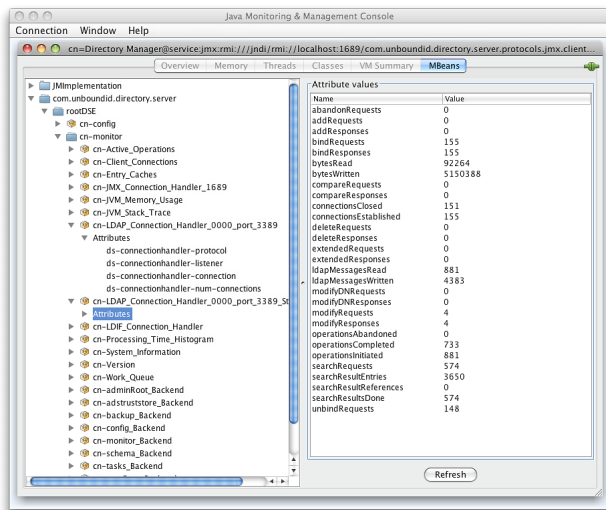 Java Monitoring & Management Console
Connection Window Help
cn=Directory Manager@service:jmx:rmi:///jndi/rmi://localhost:1689/com.unboundid.directory.server.protocols.jmx.client...
Overview Memory Threads Classes VM Summary MBeans
JMImplementation
com.unboundid.directory.server
rootDSE
cn-config
cn-monitor
cn-Active_Operations
cn-Client_Connections
cn-Entry_Caches
cn-JMX_Connection_Handler_1689
cn-JVM_Memory_Usage
cn-JVM_Stack_Trace
cn-LDAP_Connection_Handler_0000_port_3389
Attributes
ds-connectionhandler-protocol
ds-connectionhandler-listener
ds-connectionhandler-connection
ds-connectionhandler-num-connections
cn-LDAP_Connection_Handler_0000_port_3389_St
Attributes
cn-LDIF_Connection_Handler
cn-Processing_Time_Histogram
cn-System_Information
cn-Version
cn-Work_Queue
cn-adminRoot_Backend
cn-adstruststore_Backend
cn-backup_Backend
cn-config_Backend
cn-monitor_Backend
cn-schema_Backend
cn-tasks_Backend
Attribute values
Name Value
abandonRequests 0
addRequests 0
addResponses 0
bindRequests 155
bindResponses 155
bytesRead 92264
bytesWritten 5150388
compareRequests 0
compareResponses 0
connectionsClosed 151
connectionsEstablished 155
deleteRequests 0
deleteResponses 0
extendedRequests 0
extendedResponses 0
ldapMessagesRead 881
ldapMessagesWritten 4383
modifyDNRequests 0
modifyDNResponses 0
modifyRequests 4
modifyResponses 4
operationsAbandoned 0
operationsCompleted 733
operationsInitiated 881
searchRequests 574
searchResultEntries 3650
searchResultReferences 0
searchResultsDone 574
unbindRequests 148
Refresh